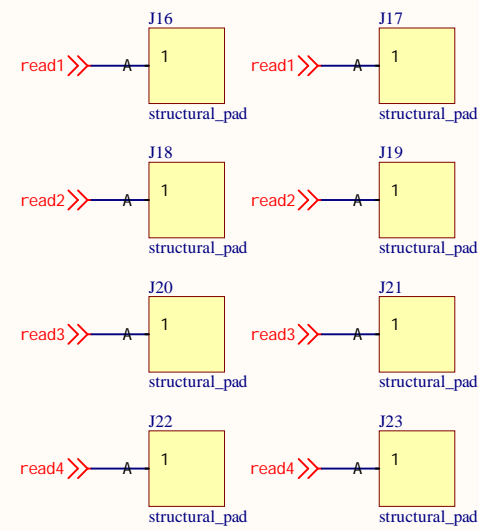 J16 J17
read1 A 1 read1 A 1
structural_pad structural_pad
J18 J19
read2 A 1 read2 A 1
structural_pad structural_pad
J20 J21
read3 A 1 read3 A 1
structural_pad structural_pad
J22 J23
read4 A 1 read4 A 1
structural_pad structural_pad